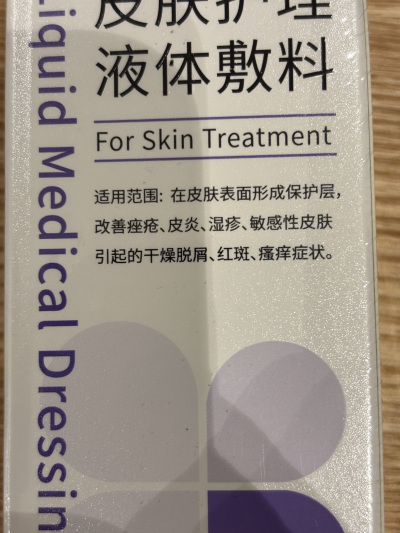 皮肤护理
液体敷料
For Skin Treatment
适用范围：在皮肤表面形成保护层，
改善痤疮、皮炎、湿疹、敏感性皮肤
引起的干燥脱屑、红斑、瘙痒症状。
Liquid Medical Dressin